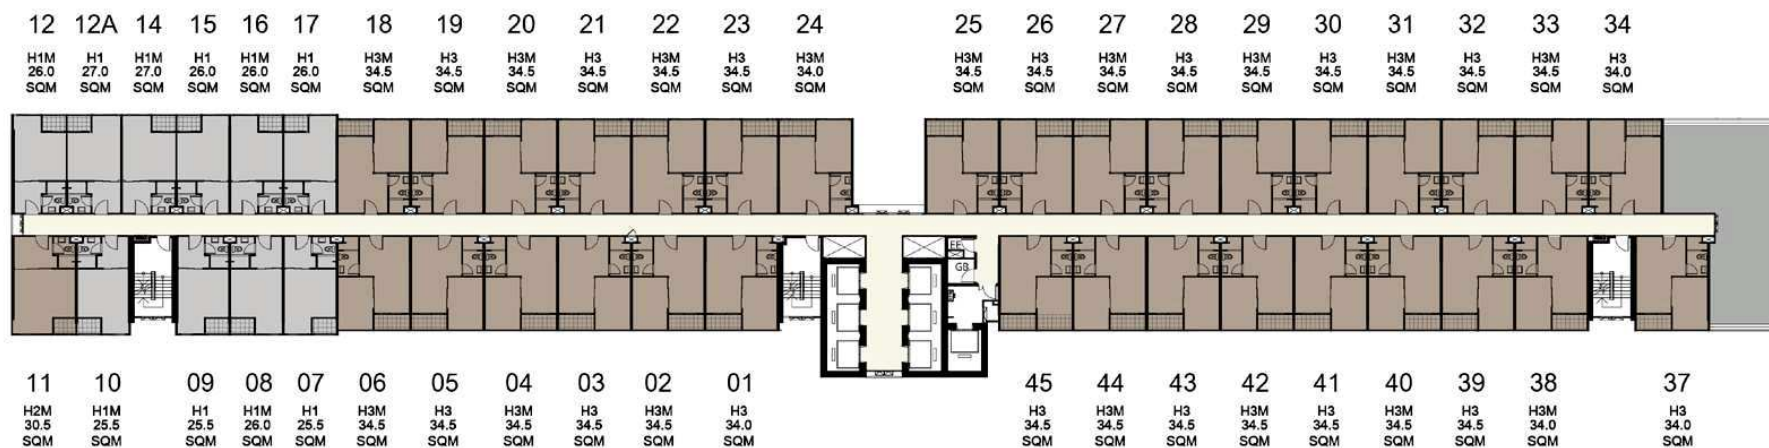 12 12A 14 15 16 17 18 19 20 21 22 23 24 25 26 27 28 29 30 31 32 33 34
H1M H1 H1M H1 H1M H1 H3M H3 H3M H3 H3M H3 H3M H3M H3 H3M H3 H3M H3 H3M H3 H3M H3
26.0 27.0 27.0 26.0 26.0 26.0 34.5 34.5 34.5 34.5 34.5 34.5 34.0 34.5 34.5 34.5 34.5 34.5 34.5 34.5 34.5 34.5 34.0
SQM SQM SQM SQM SQM SQM SQM SQM SQM SQM SQM SQM SQM SQM SQM SQM SQM SQM SQM SQM SQM SQM SQM
EE
GB
11 10 09 08 07 06 05 04 03 02 01 45 44 43 42 41 40 39 38 37
H2M H1M H1 H1M H1 H3M H3 H3M H3 H3M H3 H3 H3M H3 H3M H3 H3M H3 H3M H3
30.5 25.5 25.5 26.0 25.5 34.5 34.5 34.5 34.5 34.5 34.0 34.5 34.5 34.5 34.5 34.5 34.5 34.5 34.0 34.0
SQM SQM SQM SQM SQM SQM SQM SQM SQM SQM SQM SQM SQM SQM SQM SQM SQM SQM SQM SQM